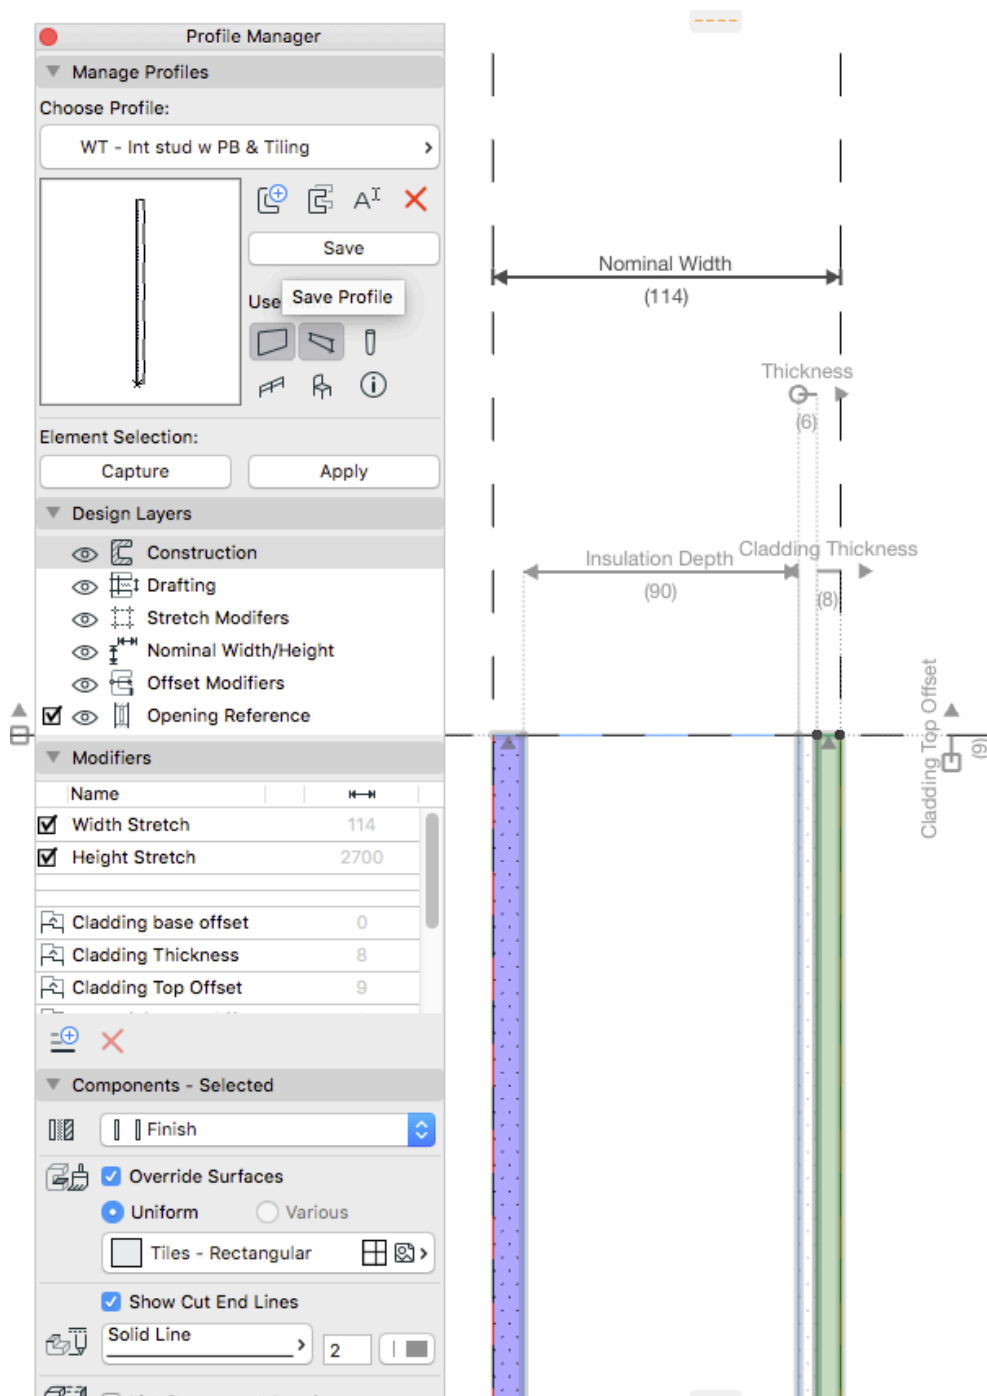 Profile Manager
Manage Profiles
Choose Profile:
WT - Int stud w PB & Tiling
Save
Use
Save Profile
Element Selection:
Capture
Apply
Design Layers
Construction
Drafting
Stretch Modifers
Nominal Width/Height
Offset Modifiers
Opening Reference
Modifiers
Name
Width Stretch 114
Height Stretch 2700
Cladding base offset 0
Cladding Thickness 8
Cladding Top Offset 9
Components - Selected
Finish
Override Surfaces
Uniform
Various
Tiles - Rectangular
Show Cut End Lines
Solid Line
2
Nominal Width
(114)
Thickness
(6)
Insulation Depth
(90)
Cladding Thickness
(8)
Cladding Top Offset
(9)